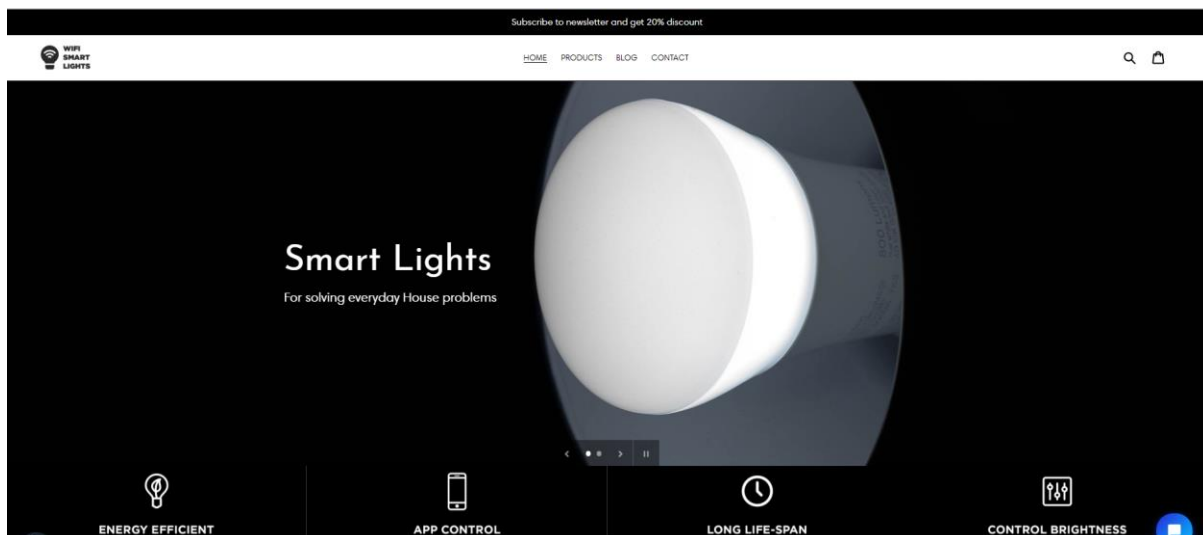 Subscribe to newsletter and get 20% discount
WIFI
SMART
LIGHTS
HOME PRODUCTS BLOG CONTACT
Smart Lights
For solving everyday House problems
ENERGY EFFICIENT APP CONTROL LONG LIFE-SPAN CONTROL BRIGHTNESS